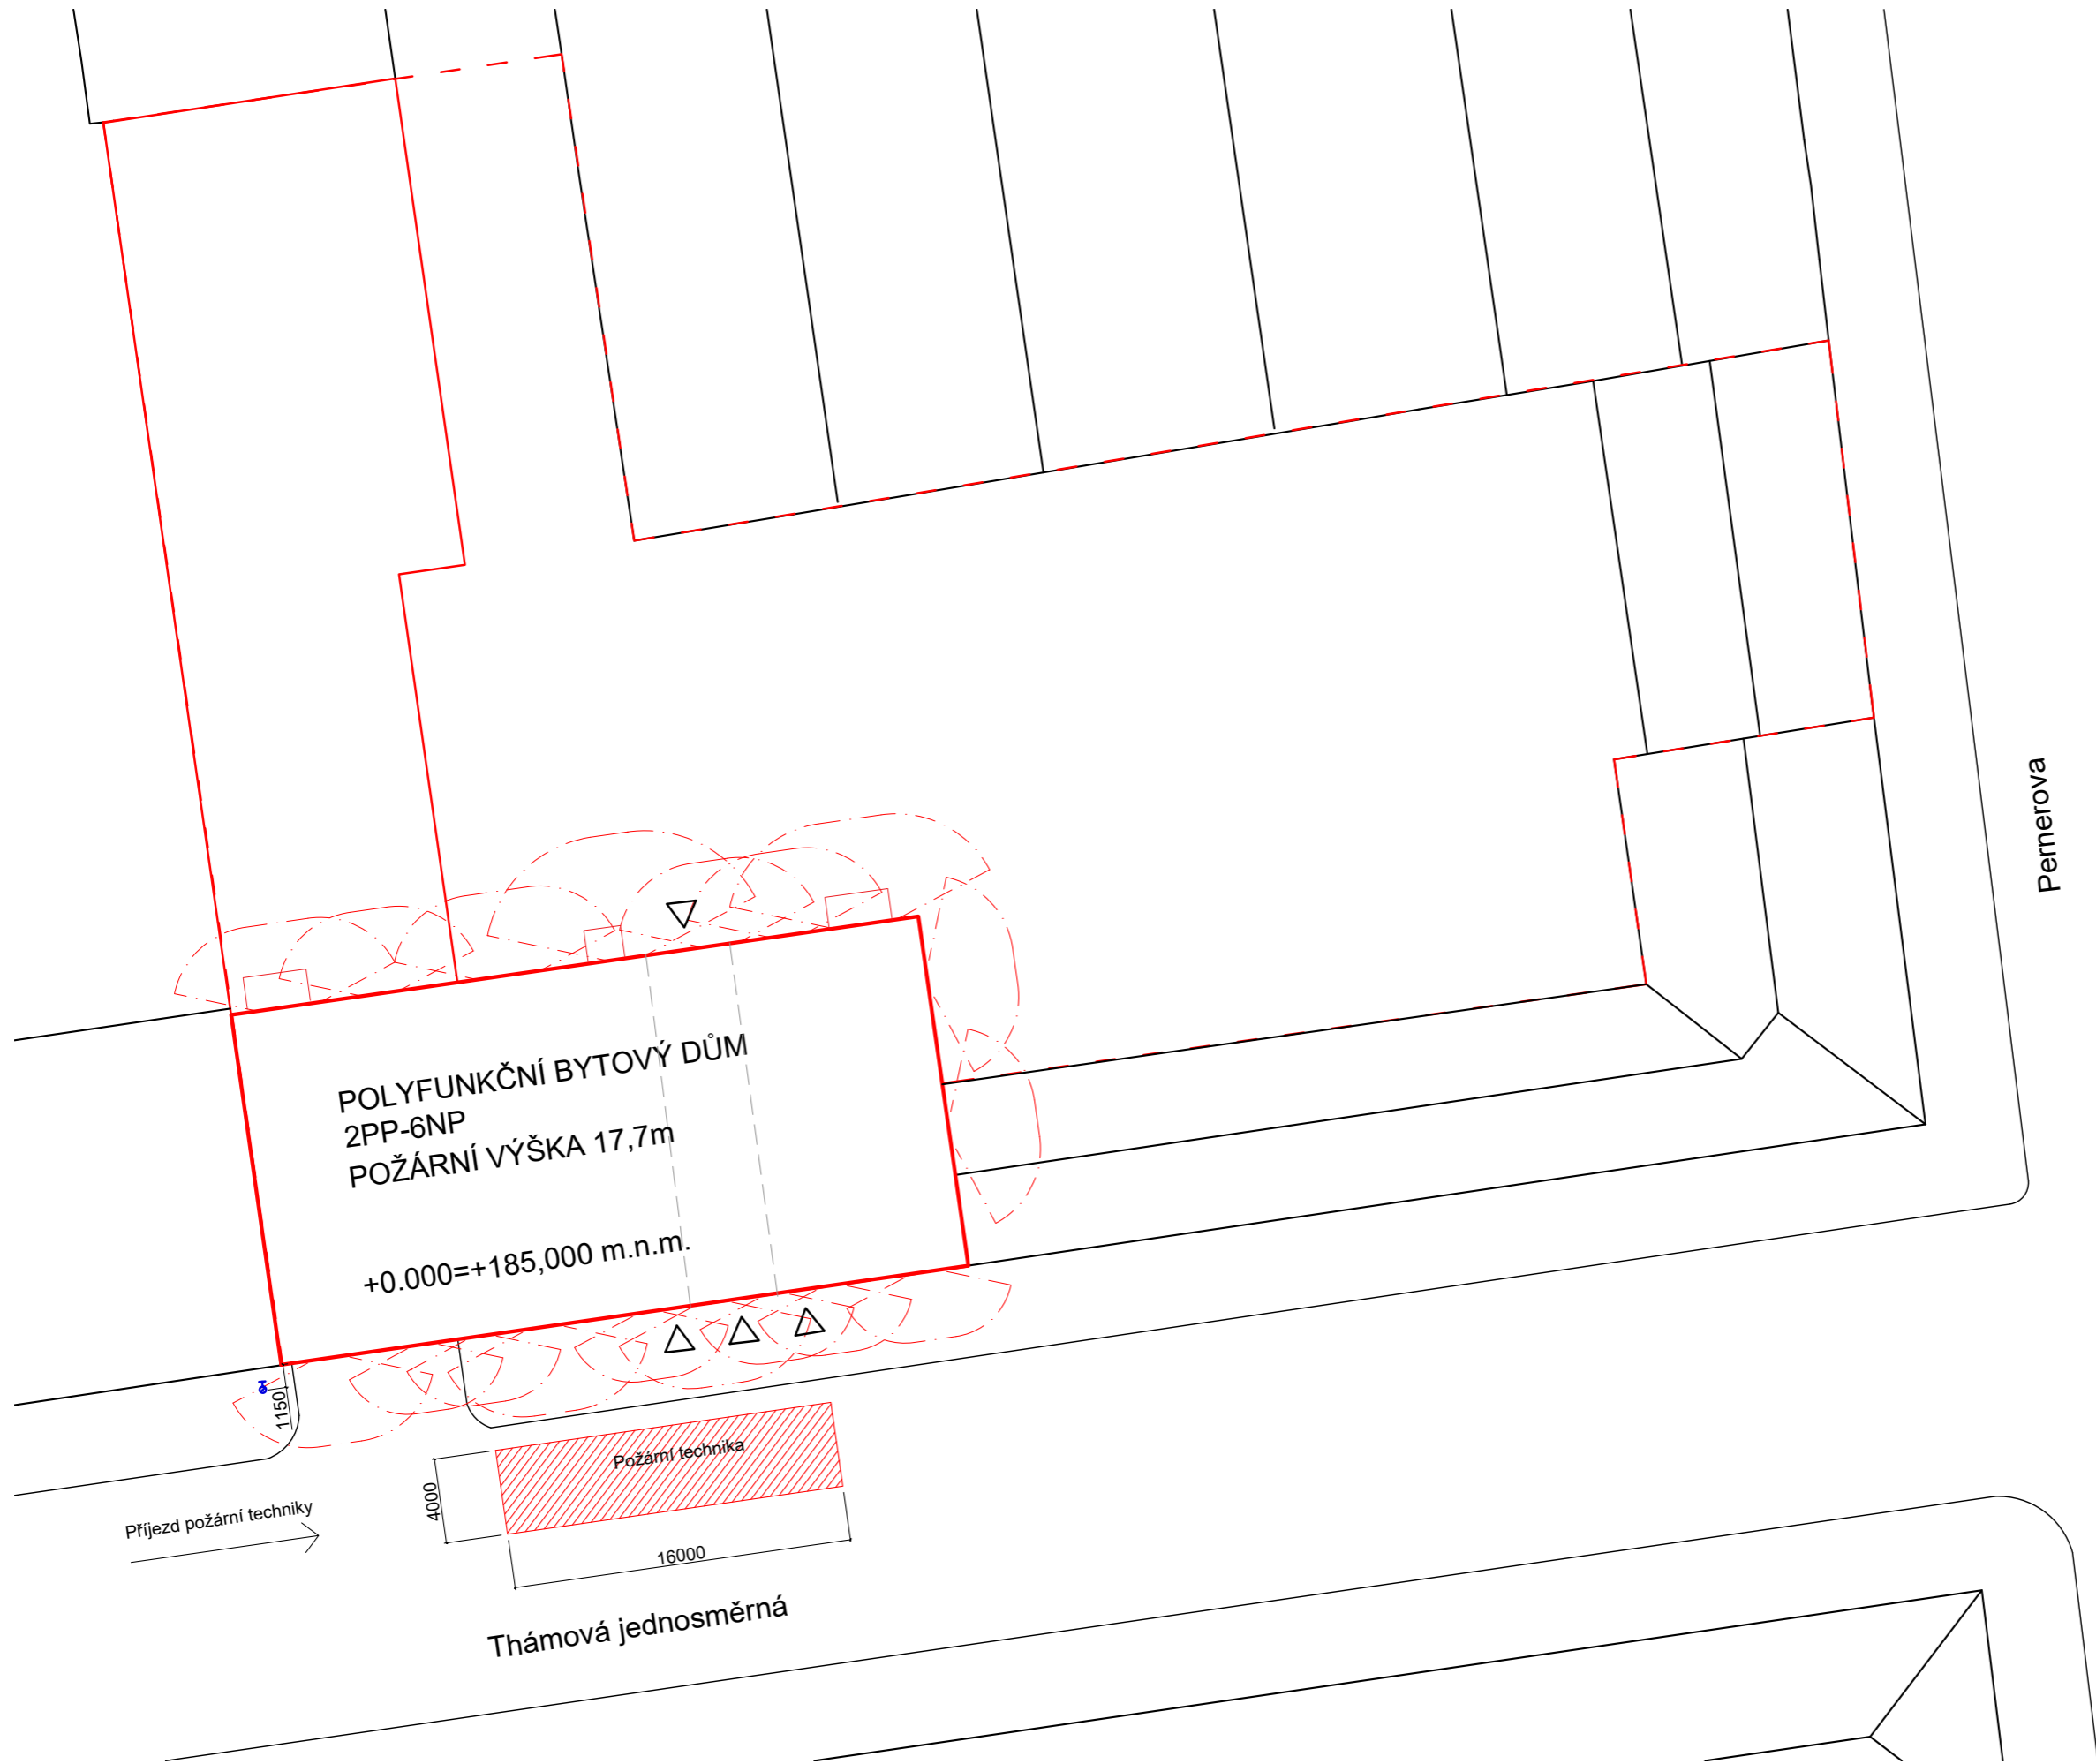 Pernerova
POLYFUNKČNÍ BYTOVÝ DŮM
2PP-6NP
POŽÁRNÍ VÝŠKA 17,7m
+0.000=+185,000 m.n.m.
H
1150
Požární technika
4000
Příjezd požární techniky
16000
Thámová jednosměrná